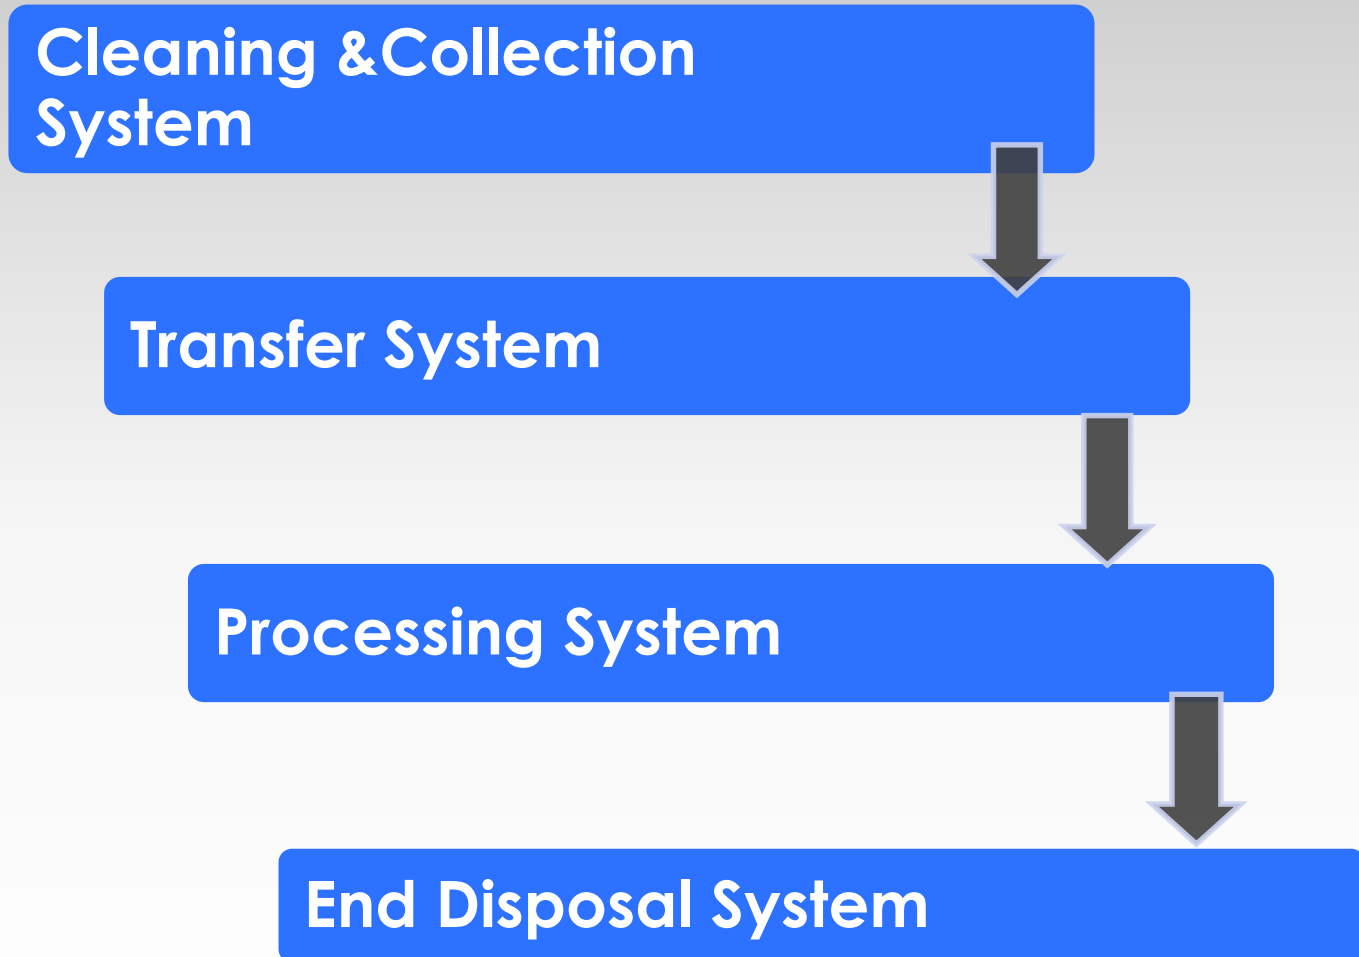 Cleaning &Collection
System
Transfer System
Processing System
End Disposal System